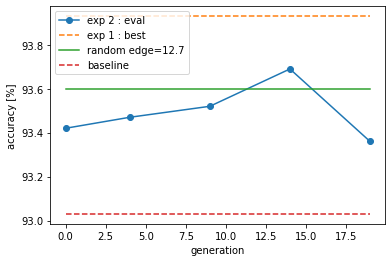 93.8
93.6
93.4
93.2
93.0
accuracy [%]
exp 2 : eval
exp 1 : best
random edge=12.7
baseline
0.0 2.5 5.0 7.5 10.0 12.5 15.0 17.5
generation